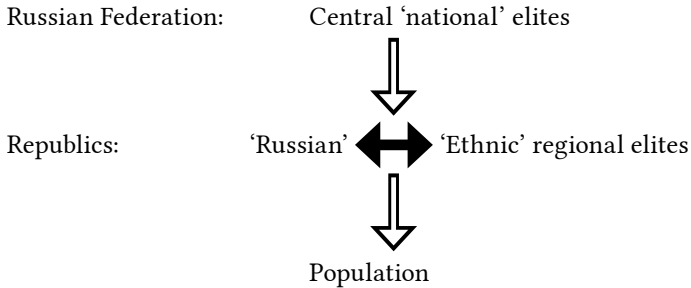 Russian Federation: Central ‘national’ elites
Republics: ‘Russian’ ‘Ethnic’ regional elites
Population